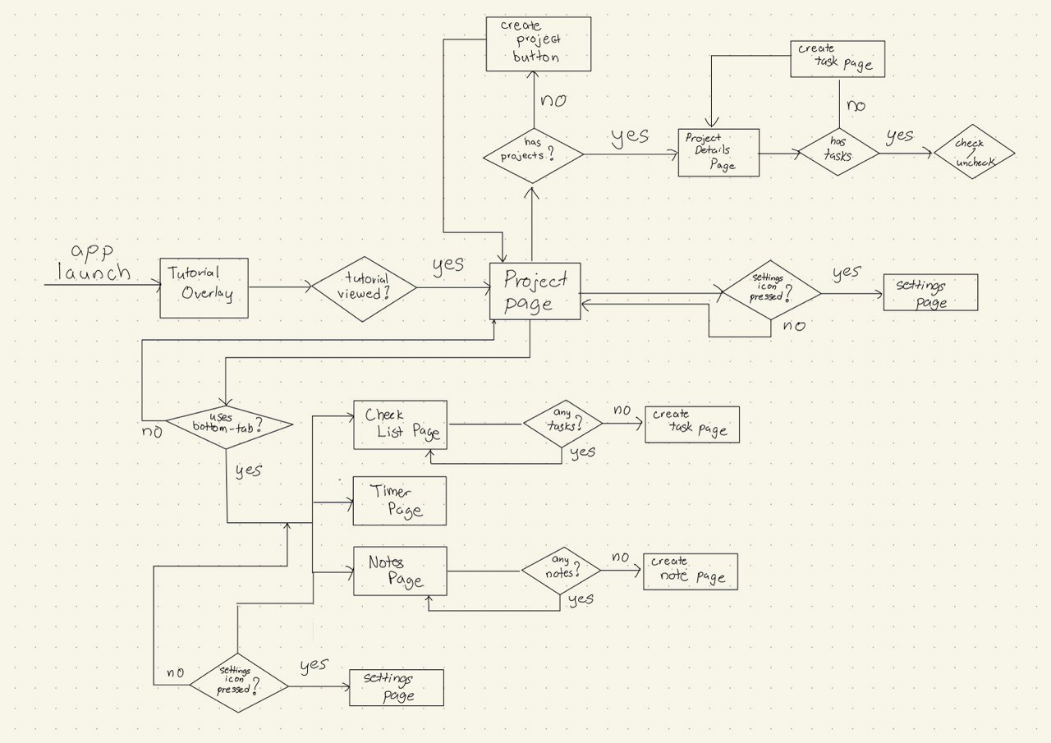 create
project
button
no
has
projects?
yes
Project
Details
Page
create
task page
no
has
tasks
yes
check
/
uncheck
app
launch
Tutorial
Overlay
tutorial
viewed?
yes
Project
page
settings
icon
pressed?
yes
settings
page
no
uses
bottom-tab?
no
yes
Check
List Page
any
tasks?
no
create
task page
yes
Timer
Page
Notes
Page
any
notes?
no
create
note page
yes
settings
icon
pressed?
no
yes
settings
page